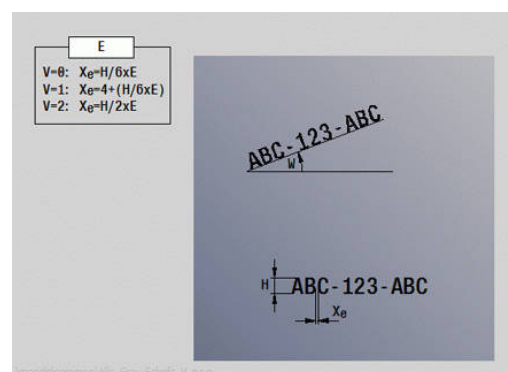 E
V=0: Xe=H/6xE
V=1: Xe=4+(H/6xE)
V=2: Xe=H/2xE
ABC-123-ABC
W
H
ABC-123-ABC
Xe